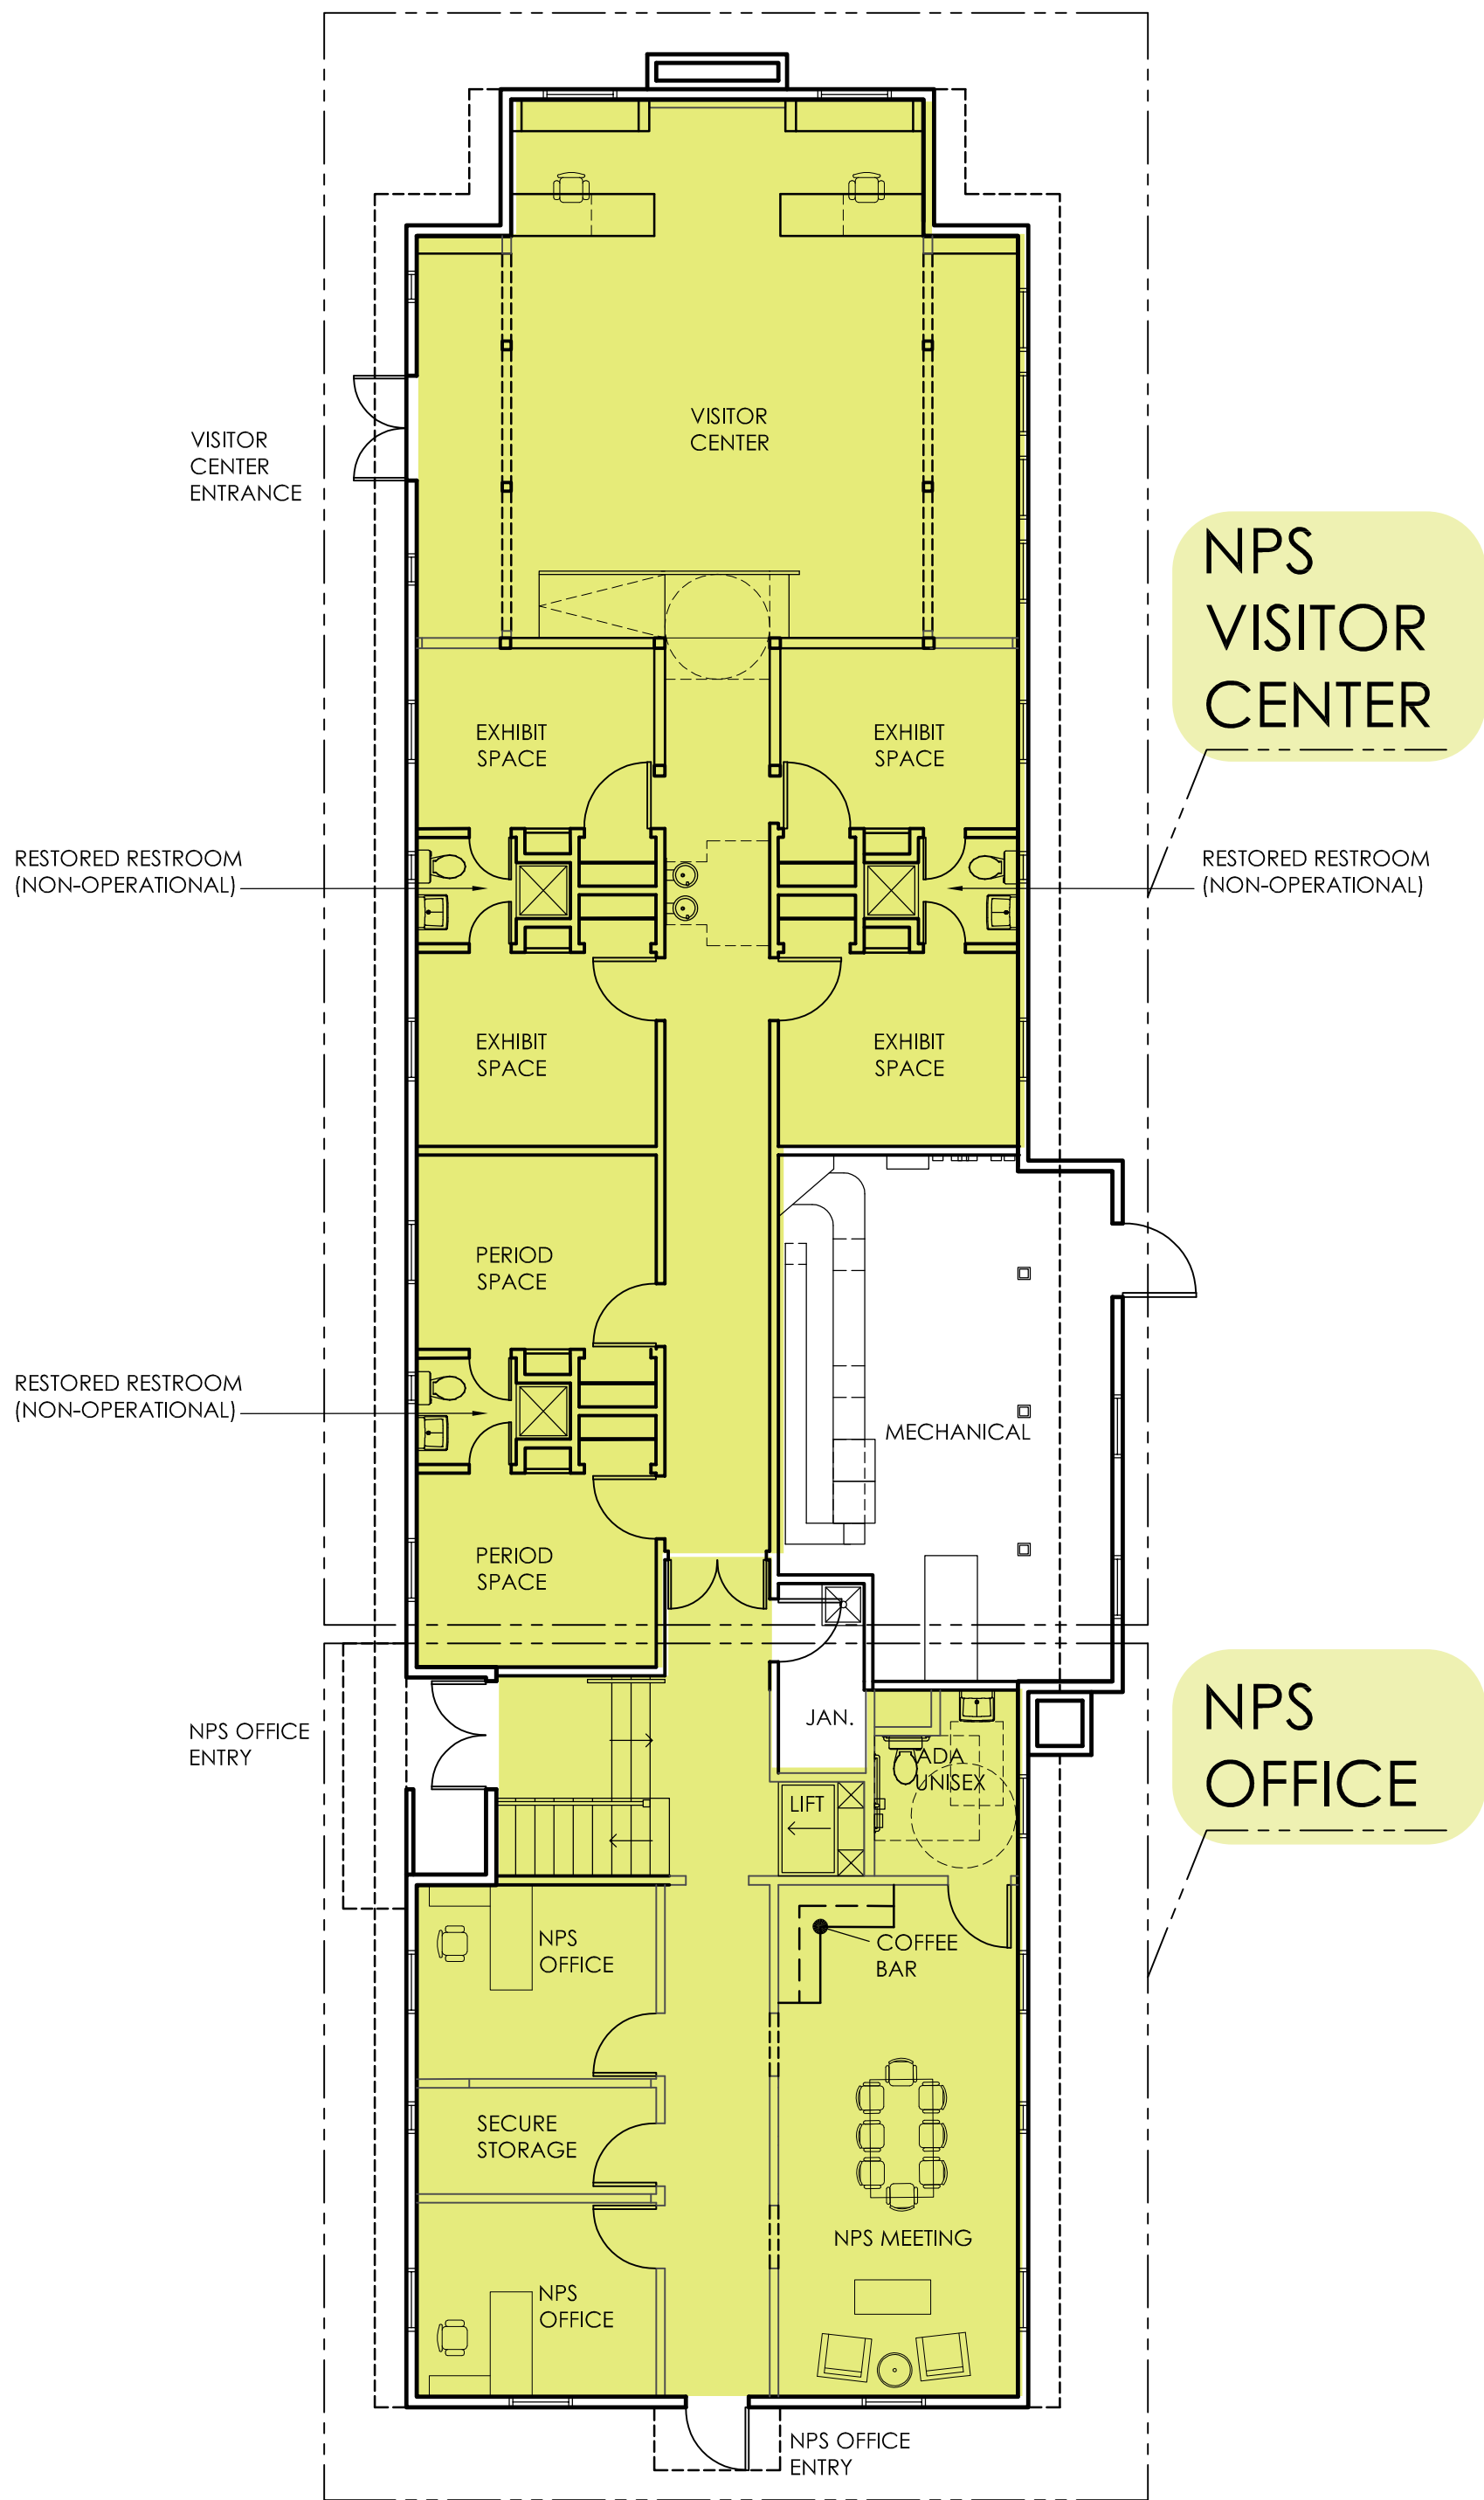 VISITOR
CENTER
VISITOR
CENTER
ENTRANCE
NPS
VISITOR
CENTER
EXHIBIT
SPACE
EXHIBIT
SPACE
RESTORED RESTROOM
(NON-OPERATIONAL)
RESTORED RESTROOM
(NON-OPERATIONAL)
EXHIBIT
SPACE
EXHIBIT
SPACE
PERIOD
SPACE
RESTORED RESTROOM
(NON-OPERATIONAL)
MECHANICAL
PERIOD
SPACE
NPS
OFFICE
NPS OFFICE
ENTRY
JAN.
ADA
UNISEX
LIFT
NPS
OFFICE
COFFEE
BAR
SECURE
STORAGE
NPS MEETING
NPS
OFFICE
NPS OFFICE
ENTRY